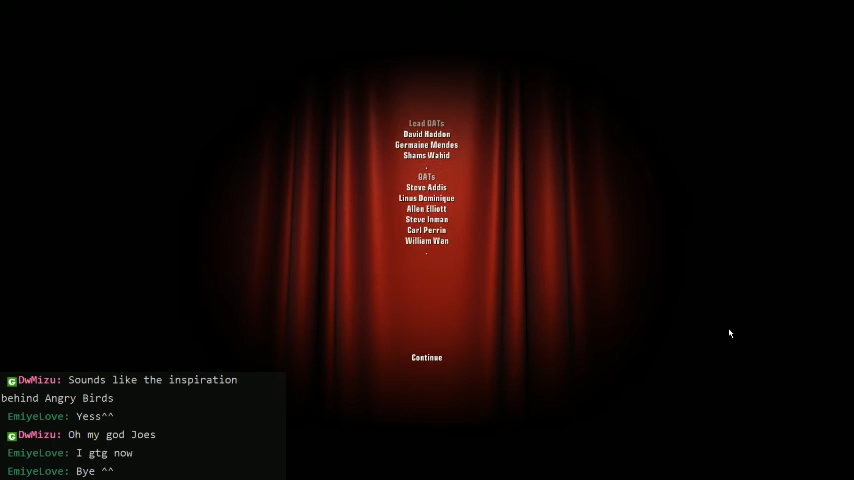 Lead QATs
David Haddon
Germaine Mendes
Shams Wahid
.
QATs
Steve Addis
Linus Dominique
Allen Elliott
Steve Inman
Carl Perrin
William Wan
.
Continue
G DwMizu: Sounds like the inspiration
behind Angry Birds
EmiyeLove: Yess^^
G DwMizu: Oh my god Joes
EmiyeLove: I gtg now
EmiyeLove: Bye ^^